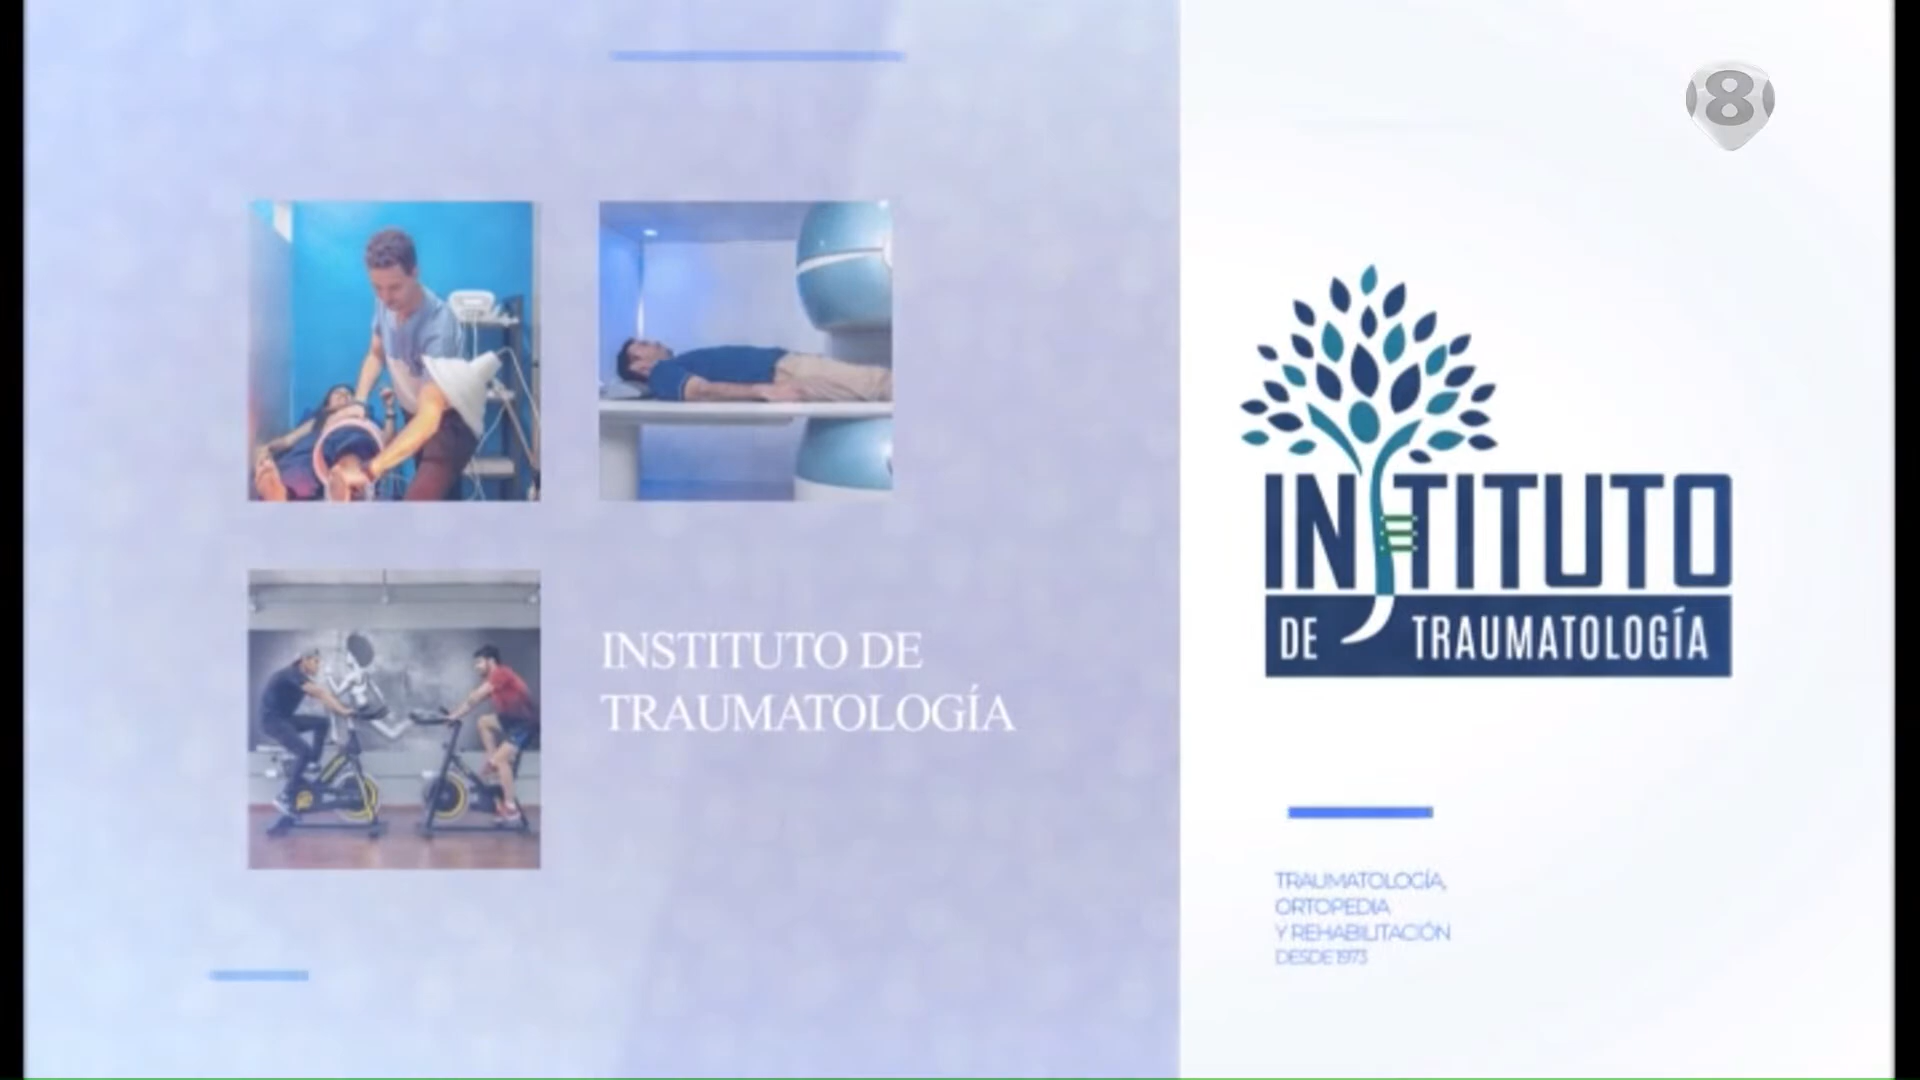 8
INSTITUTO DE
TRAUMATOLOGÍA
INSTITUTO
DE TRAUMATOLOGÍA
TRAUMATOLOGÍA,
ORTOPEDIA
Y REHABILITACIÓN
DESDE 1973